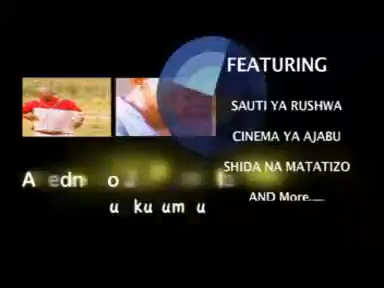 FEATURING
SAUTI YA RUSHWA
CINEMA YA AJABU
SHIDA NA MATATIZO
AND More.....